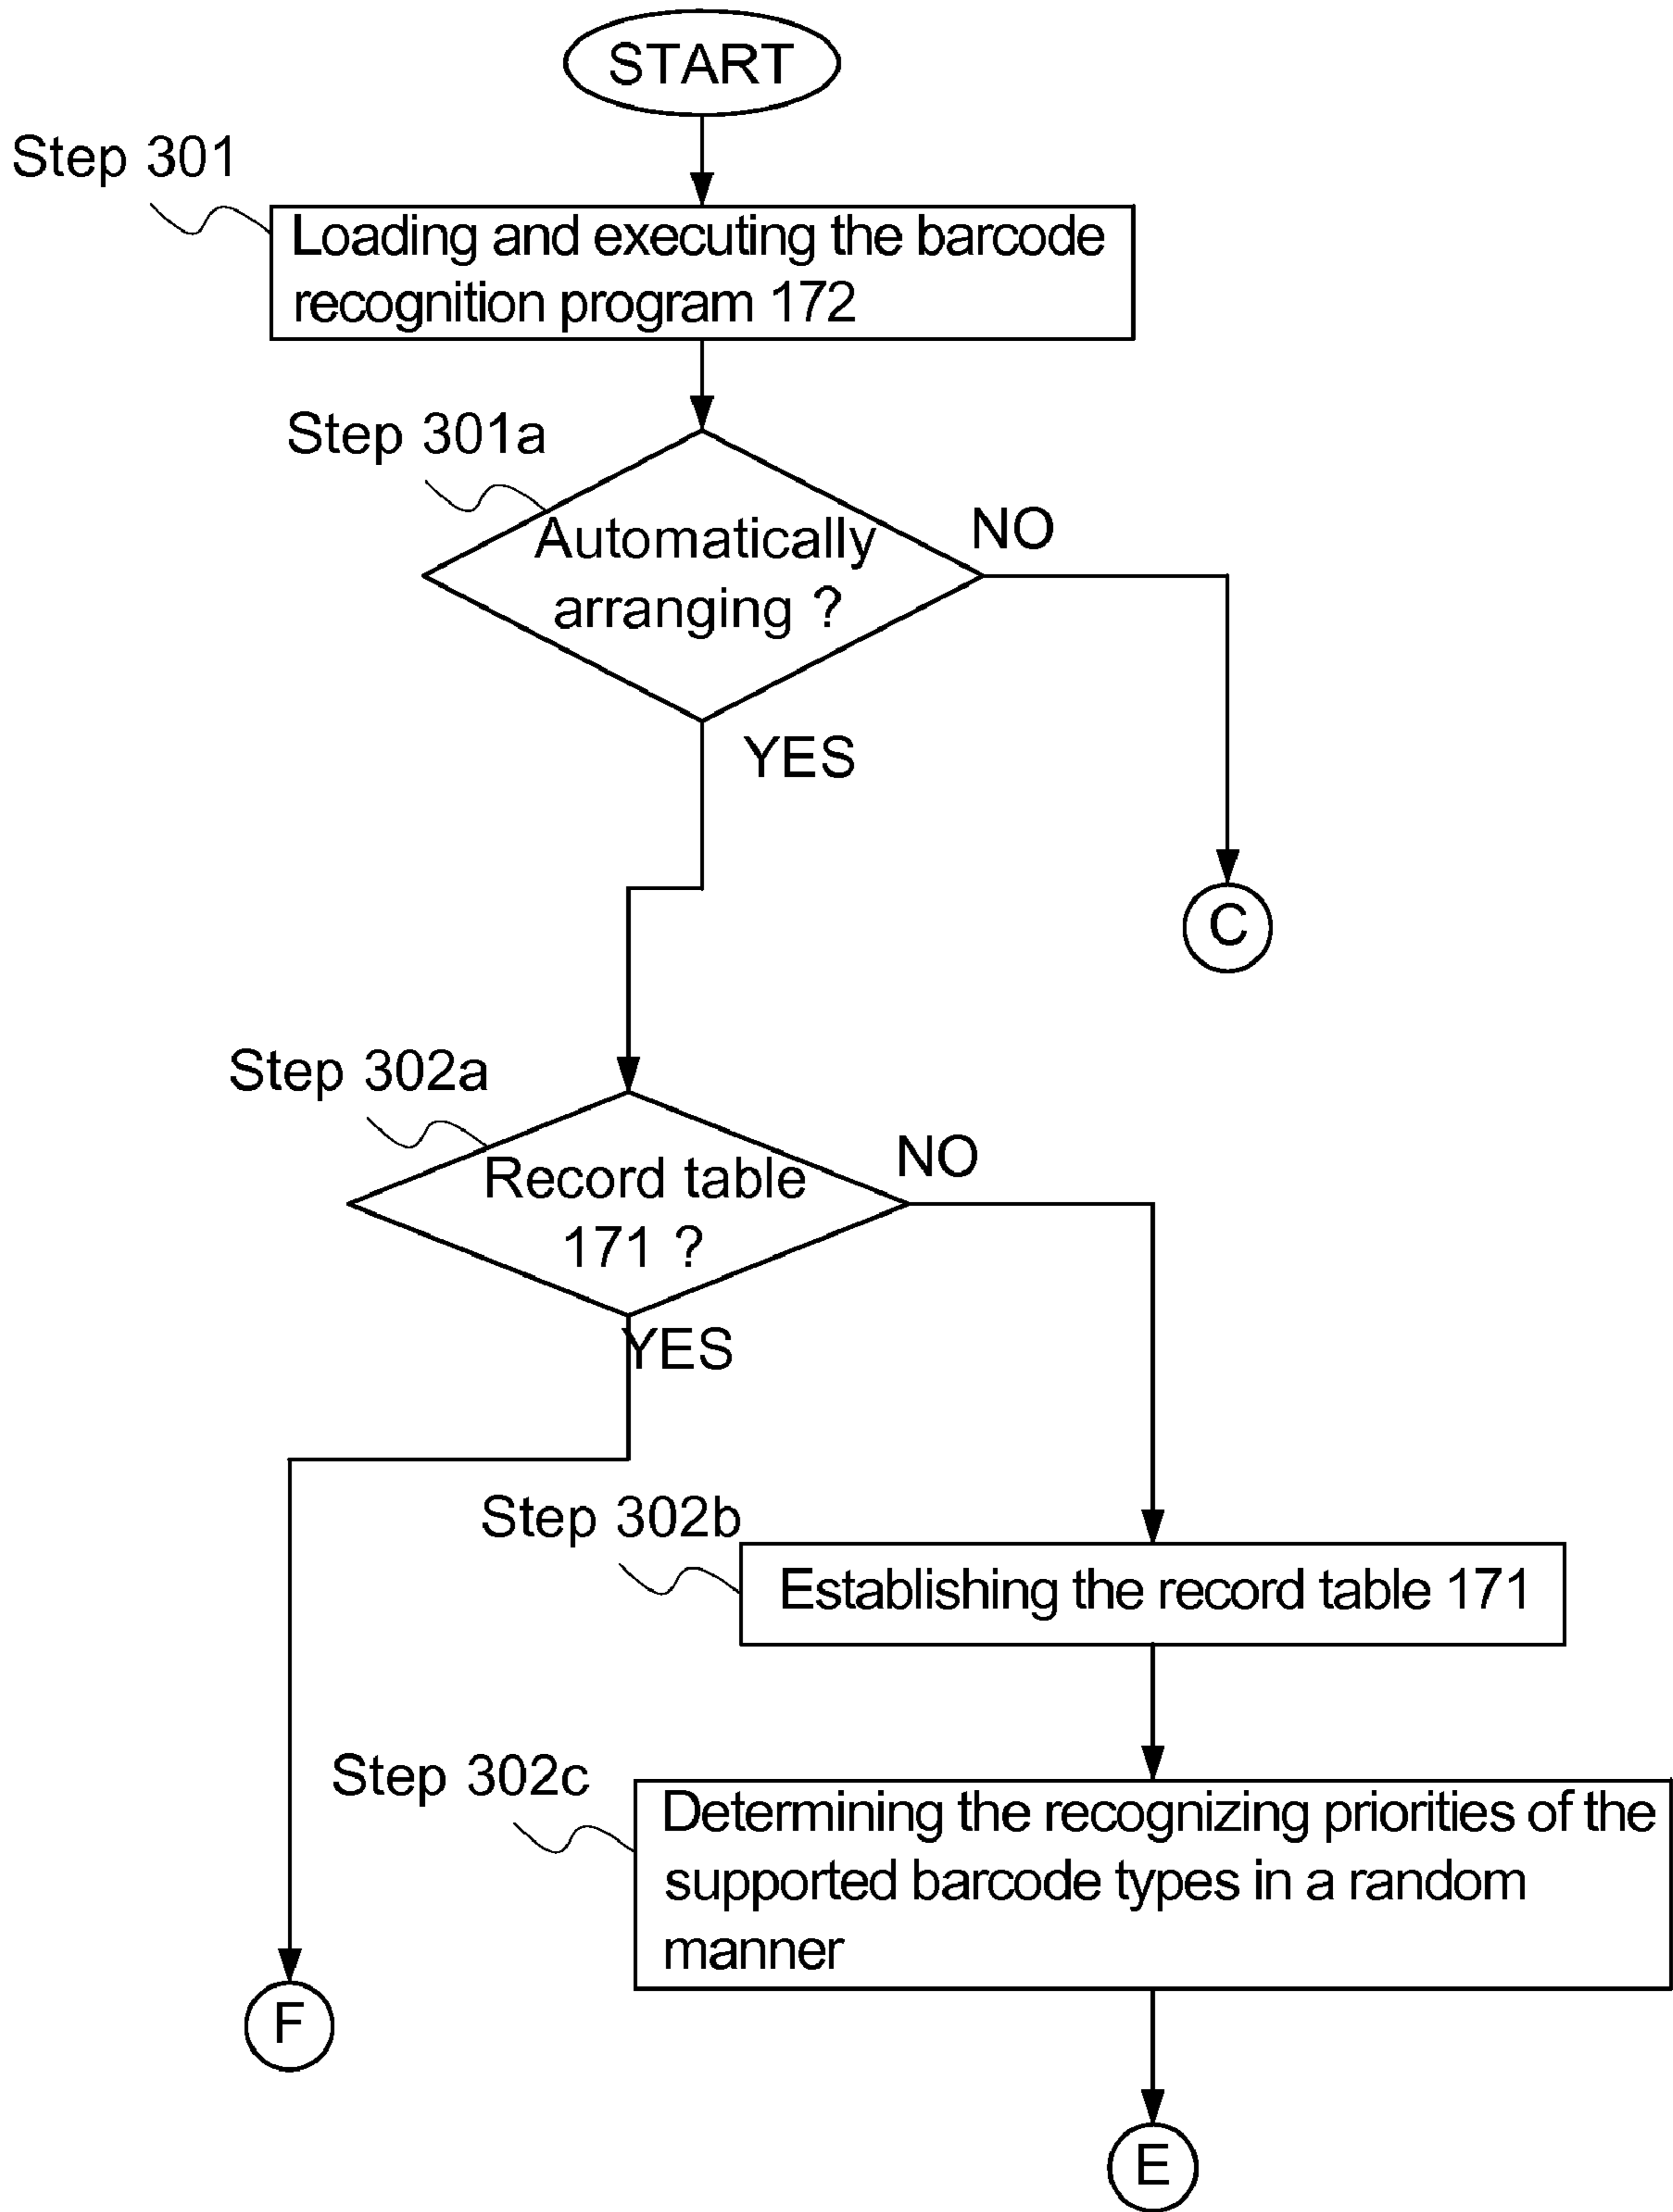 START
Step 301
Loading and executing the barcode
recognition program 172
Step 301a
Automatically
arranging ?
NO
YES
C
Step 302a
Record table
171 ?
NO
YES
Step 302b
Establishing the record table 171
Step 302c
Determining the recognizing priorities of the
supported barcode types in a random
manner
F
E